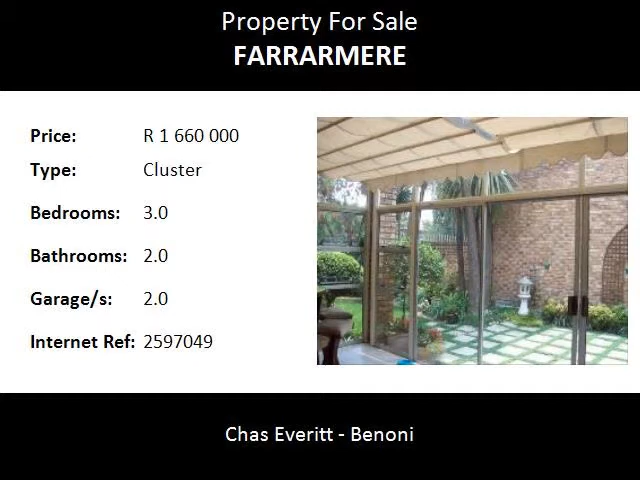 Property For Sale
FARRARMERE
Price: R 1 660 000
Type: Cluster
Bedrooms: 3.0
Bathrooms: 2.0
Garage/s: 2.0
Internet Ref: 2597049
Chas Everitt - Benoni